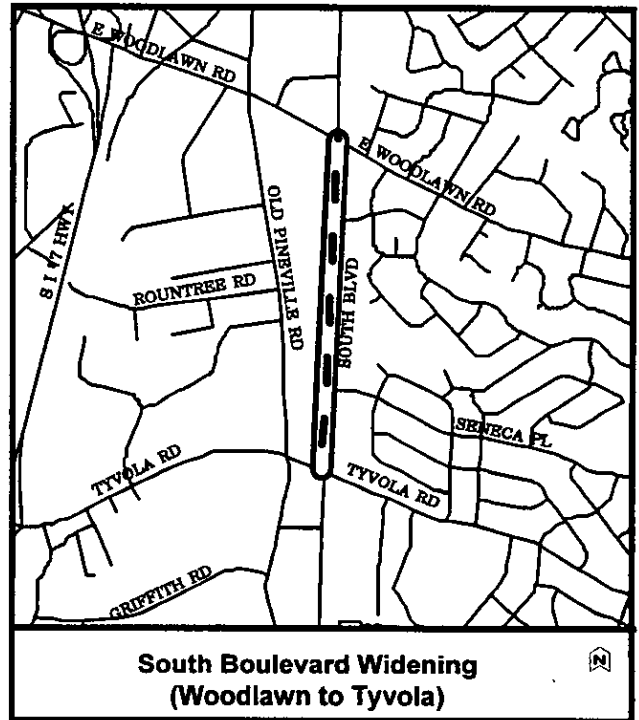 E WOODLAWN RD
E WOODLAWN RD
OLD PINEVILLE RD
S I 77 HWY
ROUNTREE RD
SOUTH BLVD
SENECA PL
TYVOLA RD
TYVOLA RD
GRIFFITH RD
South Boulevard Widening
(Woodlawn to Tyvola)
N